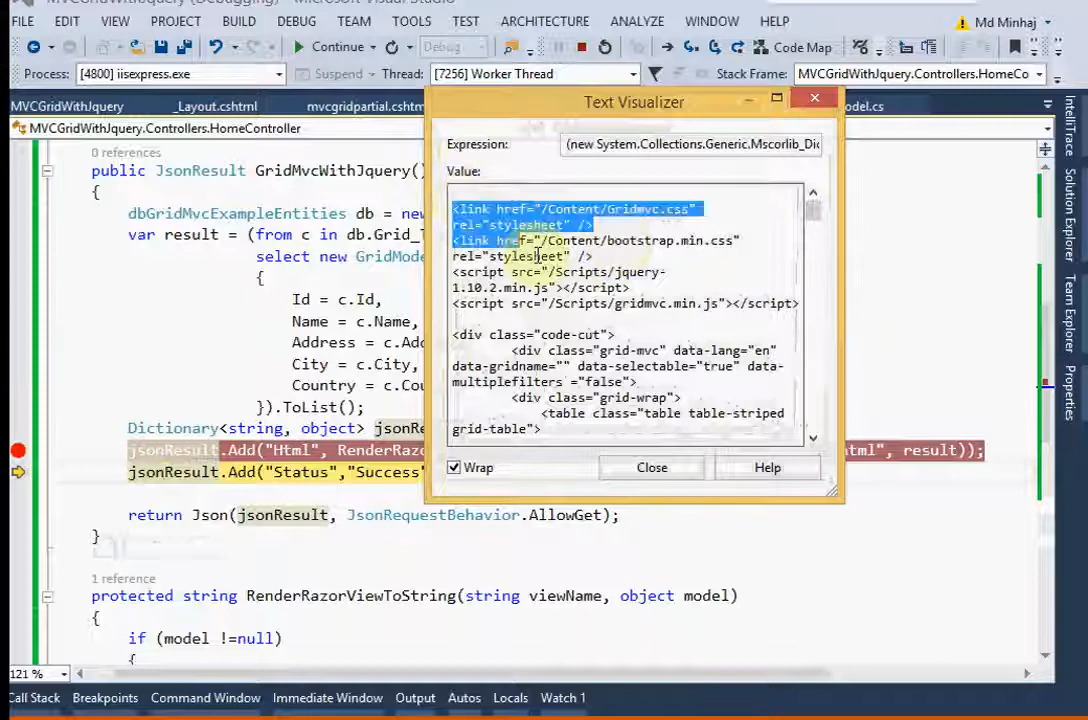 FILE EDIT VIEW PROJECT BUILD DEBUG TEAM TOOLS TEST ARCHITECTURE ANALYZE WINDOW HELP Md Minhaj
Continue Debug Code Map
Process: [4800] iisexpress.exe Suspend Thread: [7256] Worker Thread Stack Frame: MVCGridWithJquery.Controllers.HomeCo
MVCGridWithJquery _Layout.cshtml mvcgridpartial.cshtm odel.cs
MVCGridWithJquery.Controllers.HomeController
0 references
public JsonResult GridMvcWithJquery()
{
dbGridMvcExampleEntities db = new
var result = (from c in db.Grid_T
select new GridMode
{
Id = c.Id,
Name = c.Name,
Address = c.Add
City = c.City,
Country = c.Cou
}).ToList();
Dictionary<string, object> jsonRe
jsonResult.Add("Html", RenderRazo tml", result));
jsonResult.Add("Status","Success"
return Json(jsonResult, JsonRequestBehavior.AllowGet);
}
1 reference
protected string RenderRazorViewToString(string viewName, object model)
{
if (model !=null)
{
Text Visualizer
Expression: (new System.Collections.Generic.Mscorlib_Dic
Value:
<link href="/Content/Gridmvc.css"
rel="stylesheet" />
<link href="/Content/bootstrap.min.css"
rel="stylesheet" />
<script src="/Scripts/jquery-
1.10.2.min.js"></script>
<script src="/Scripts/gridmvc.min.js"></script>
<div class="code-cut">
<div class="grid-mvc" data-lang="en"
data-gridname="" data-selectable="true" data-
multiplefilters ="false">
<div class="grid-wrap">
<table class="table table-striped
grid-table">
Wrap Close Help
IntelliTrace
Solution Explorer
Team Explorer
Properties
121 %
Call Stack Breakpoints Command Window Immediate Window Output Autos Locals Watch 1